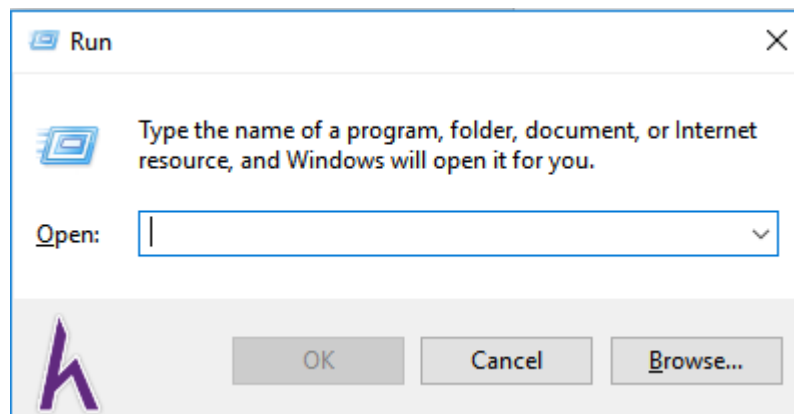 Run
Type the name of a program, folder, document, or Internet
resource, and Windows will open it for you.
Open:
OK
Cancel
Browse...